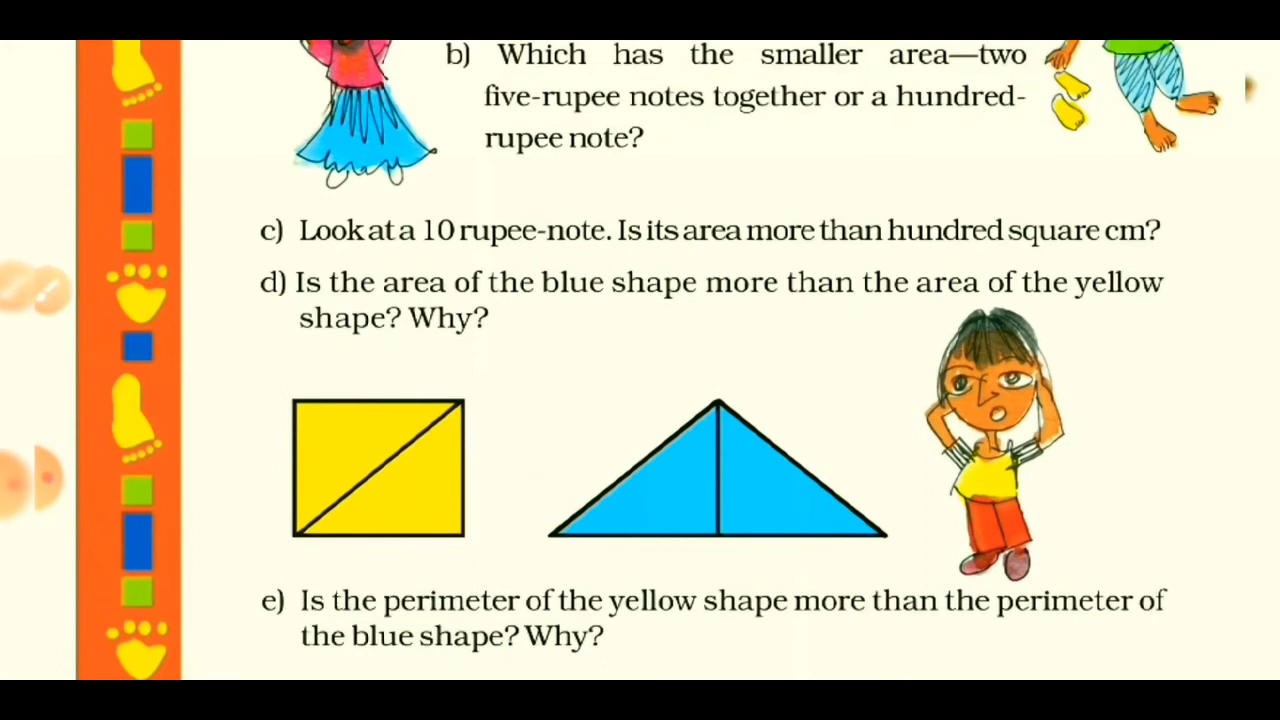 b) Which has the smaller area—two
five-rupee notes together or a hundred-
rupee note?
c) Look at a 10 rupee-note. Is its area more than hundred square cm?
d) Is the area of the blue shape more than the area of the yellow
shape? Why?
e) Is the perimeter of the yellow shape more than the perimeter of
the blue shape? Why?